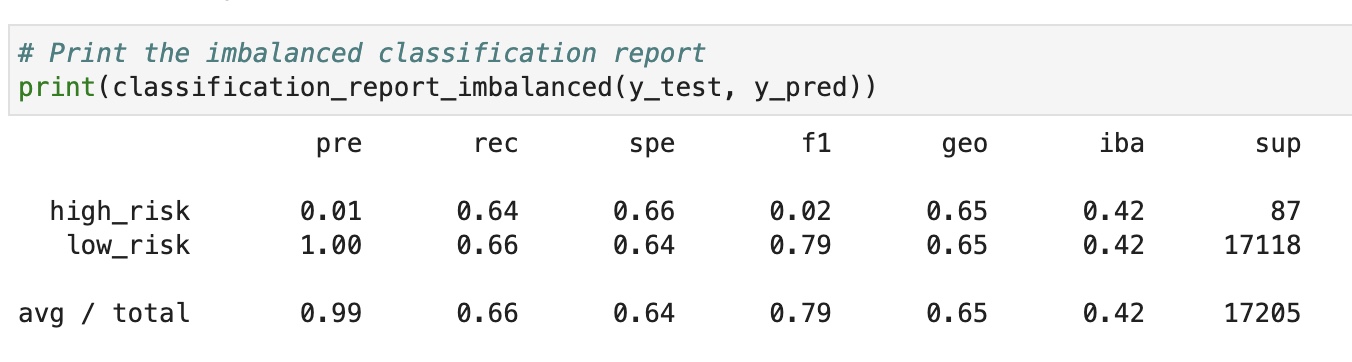 # Print the imbalanced classification report
print(classification_report_imbalanced(y_test, y_pred))
pre rec spe f1 geo iba sup
high_risk 0.01 0.64 0.66 0.02 0.65 0.42 87
low_risk 1.00 0.66 0.64 0.79 0.65 0.42 17118
avg / total 0.99 0.66 0.64 0.79 0.65 0.42 17205